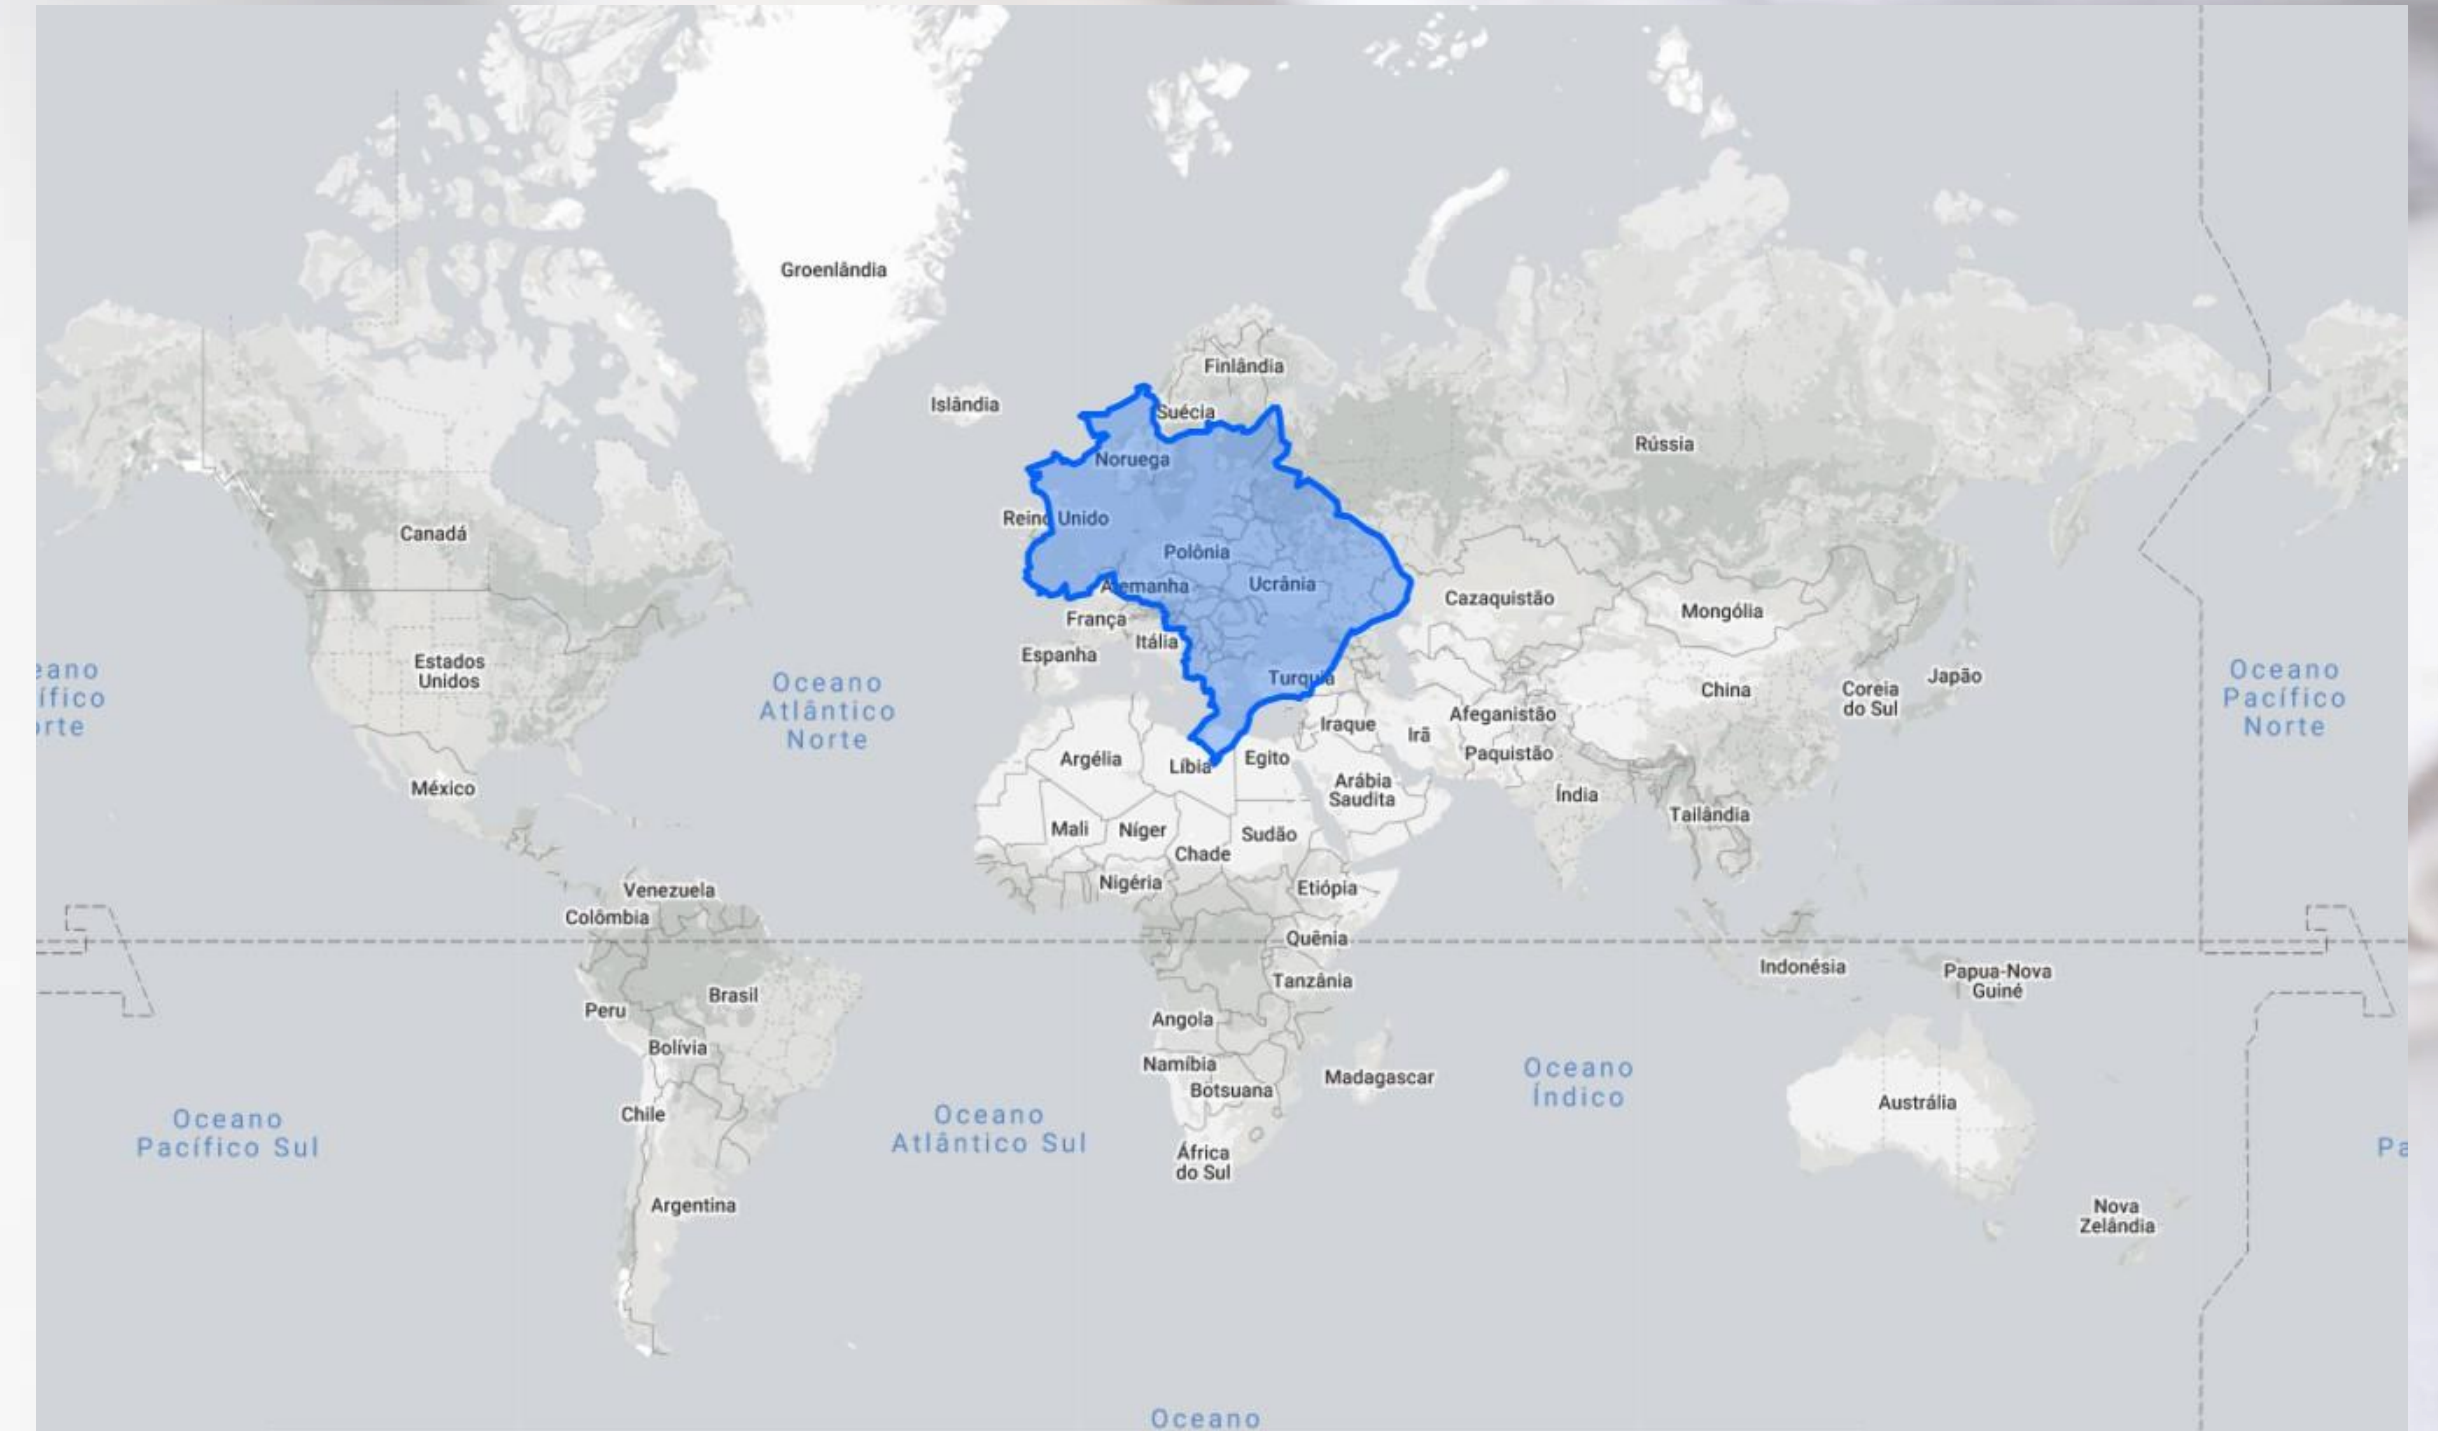 Groenlândia
Finlândia
Islândia
Suécia
Rússia
Noruega
Reino Unido
Canadá
Polônia
Alemanha
Ucrânia
Cazaquistão
Mongólia
França
Itália
Espanha
Estados
Unidos
Turquia
China
Japão
Coreia
do Sul
Oceano
Atlântico
Norte
Oceano
Pacífico
Norte
eano
ífico
orte
Iraque
Irã
Afeganistão
Paquistão
Argélia
Líbia
Egito
Arábia
Saudita
Índia
Tailândia
México
Mali
Níger
Chade
Sudão
Nigéria
Etiópia
Venezuela
Colômbia
Quênia
Indonésia
Papua-Nova
Guiné
Brasil
Peru
Tanzânia
Angola
Bolívia
Namíbia
Botsuana
Madagascar
Oceano
Índico
Austrália
Chile
Oceano
Pacífico Sul
Oceano
Atlântico Sul
Pa
África
do Sul
Argentina
Nova
Zelândia
Oceano